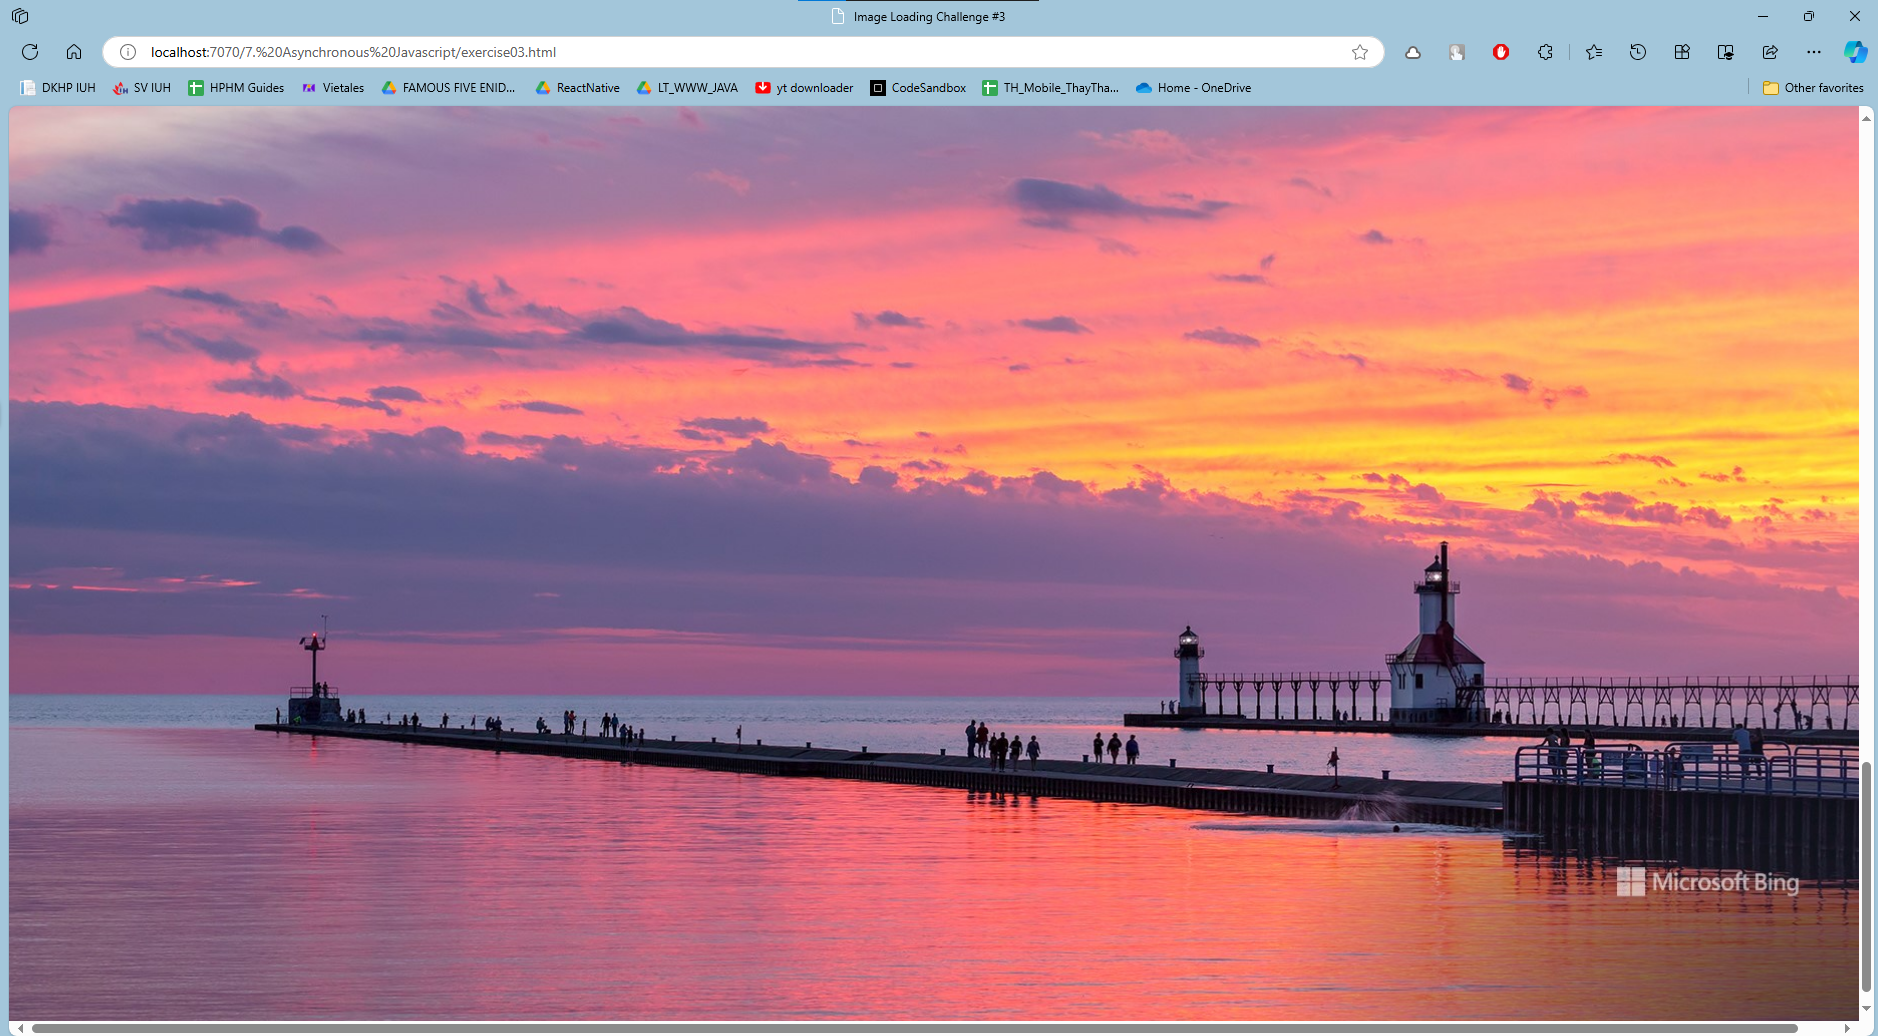 Image Loading Challenge #3
localhost:7070/7.%20Asynchronous%20Javascript/exercise03.html
DKHP IUH SV IUH HPHM Guides Vietales FAMOUS FIVE ENID... ReactNative LT_WWW_JAVA yt downloader CodeSandbox TH_Mobile_ThayTha... Home - OneDrive Other favorites
Microsoft Bing